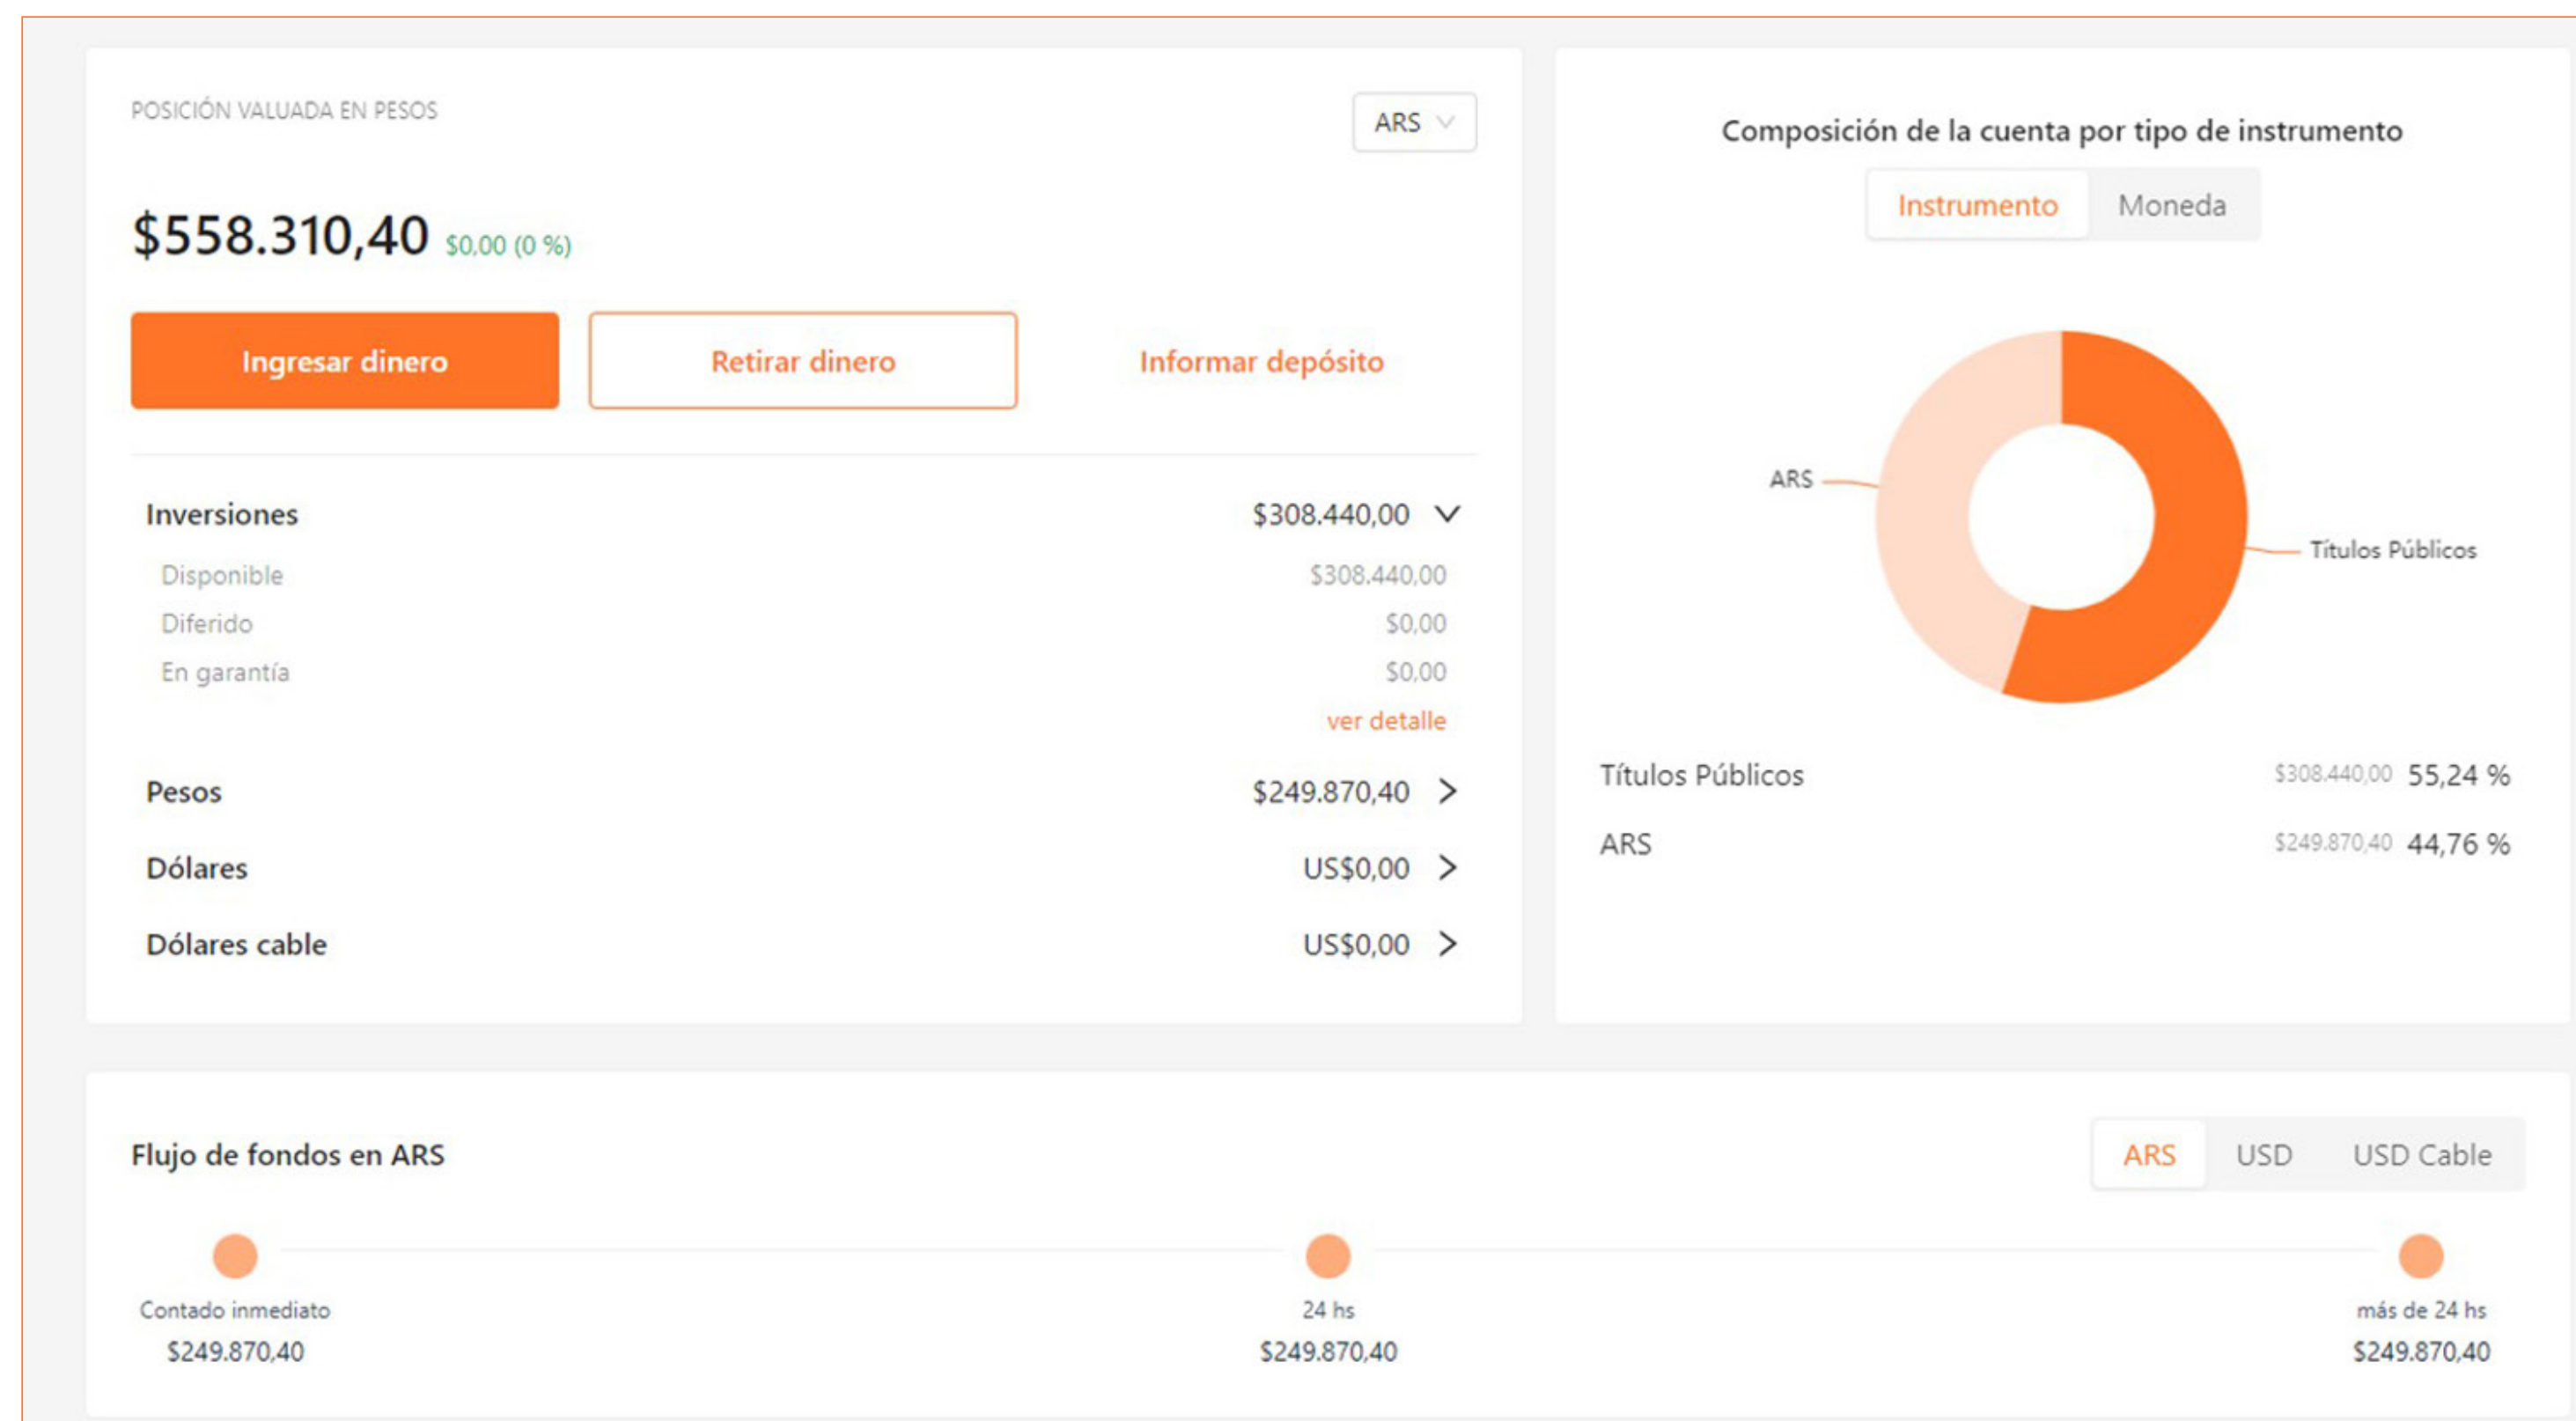 POSICIÓN VALUADA EN PESOS
ARS
$558.310,40 $0,00 (0 %)
Ingresar dinero
Retirar dinero
Informar depósito
Inversiones $308.440,00
Disponible $308.440,00
Diferido $0,00
En garantía $0,00
ver detalle
Pesos $249.870,40
Dólares US$0,00
Dólares cable US$0,00
Composición de la cuenta por tipo de instrumento
Instrumento Moneda
ARS
Títulos Públicos
Títulos Públicos $308.440,00 55,24 %
ARS $249.870,40 44,76 %
Flujo de fondos en ARS
ARS USD USD Cable
Contado inmediato
$249.870,40
24 hs
$249.870,40
más de 24 hs
$249.870,40